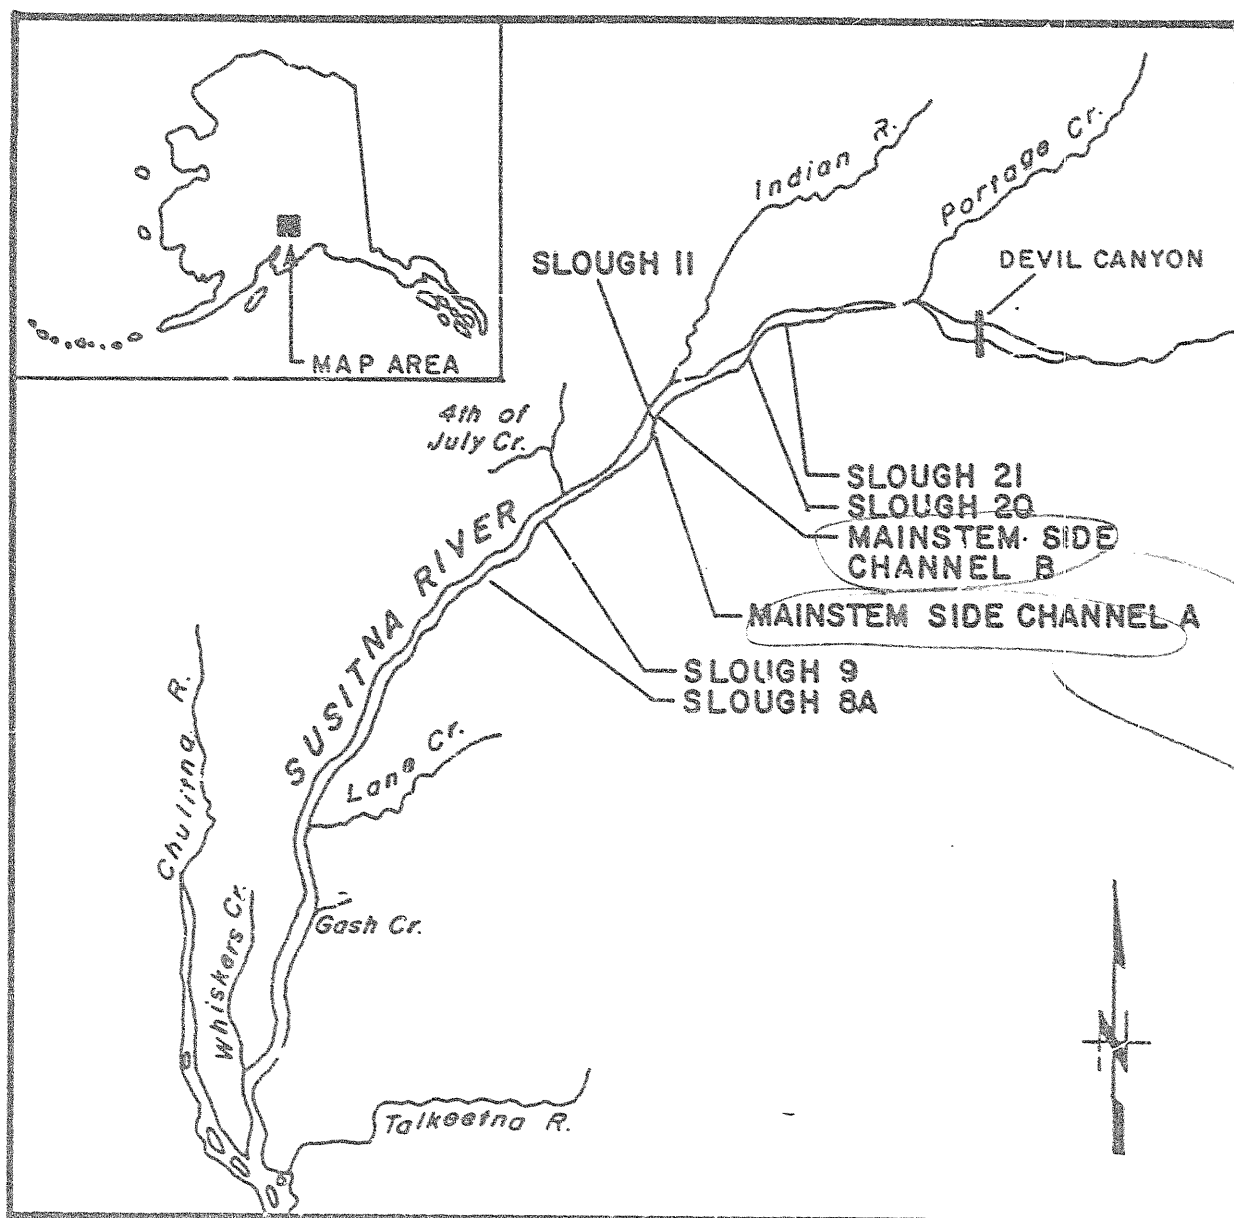 MAP AREA
Indian R.
Portage Cr.
SLOUGH 11
DEVIL CANYON
4th of
July Cr.
SLOUGH 21
SLOUGH 20
MAINSTEM SIDE
CHANNEL B
MAINSTEM SIDE CHANNEL A
SUSITNA RIVER
SLOUGH 9
SLOUGH 8A
Chulitna R.
Lane Cr.
Whiskers Cr.
Gash Cr.
N
Talkeetna R.